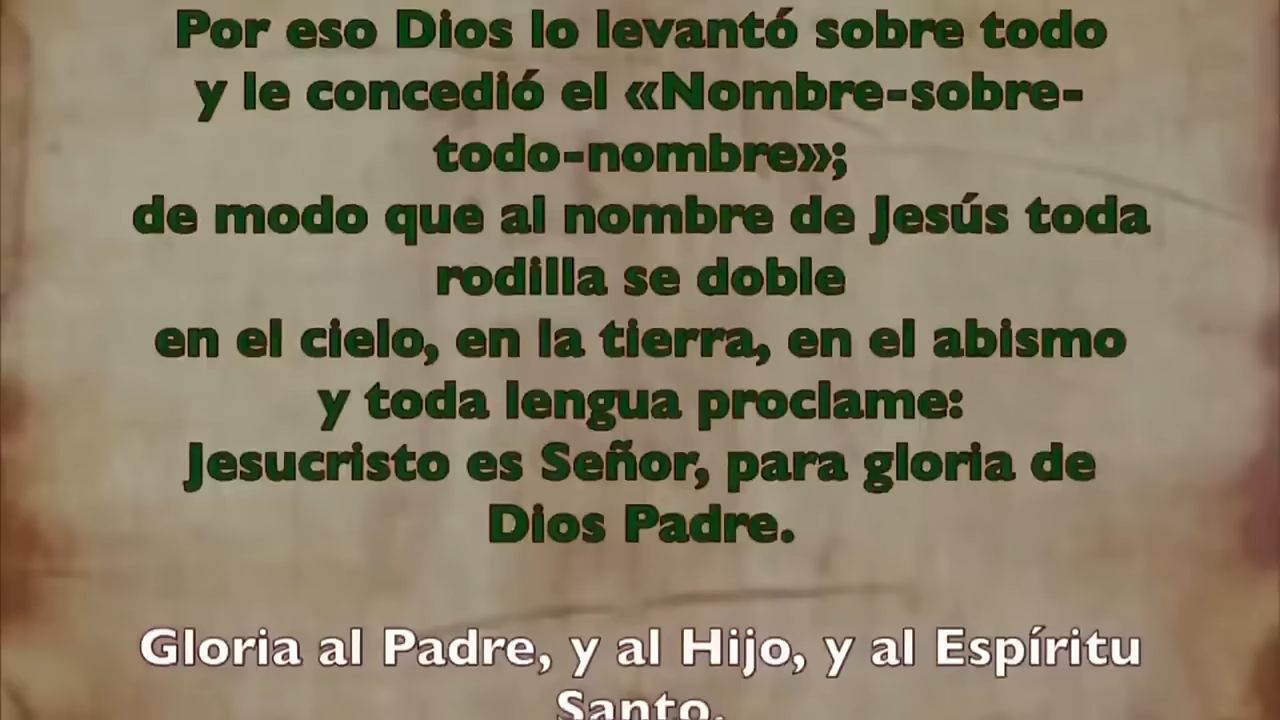 Por eso Dios lo levantó sobre todo
y le concedió el «Nombre-sobre-
todo-nombre»;
de modo que al nombre de Jesús toda
rodilla se doble
en el cielo, en la tierra, en el abismo
y toda lengua proclame:
Jesucristo es Señor, para gloria de
Dios Padre.
Gloria al Padre, y al Hijo, y al Espíritu
Santo.